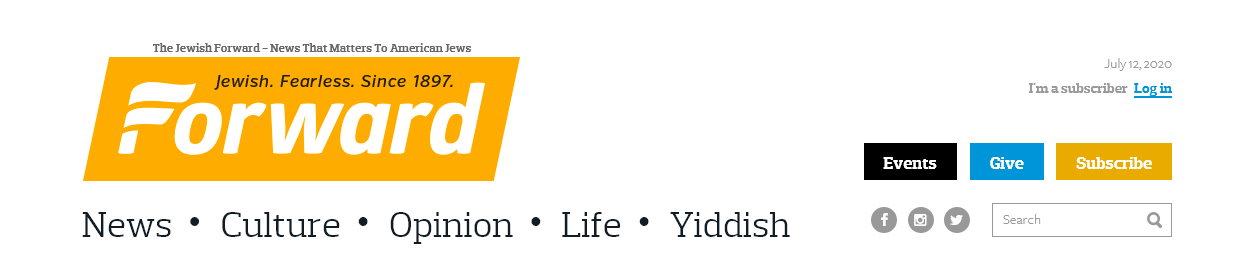 The Jewish Forward – News That Matters To American Jews
Jewish. Fearless. Since 1897.
Forward
July 12, 2020
I'm a subscriber Log in
Events Give Subscribe
News • Culture • Opinion • Life • Yiddish
Search